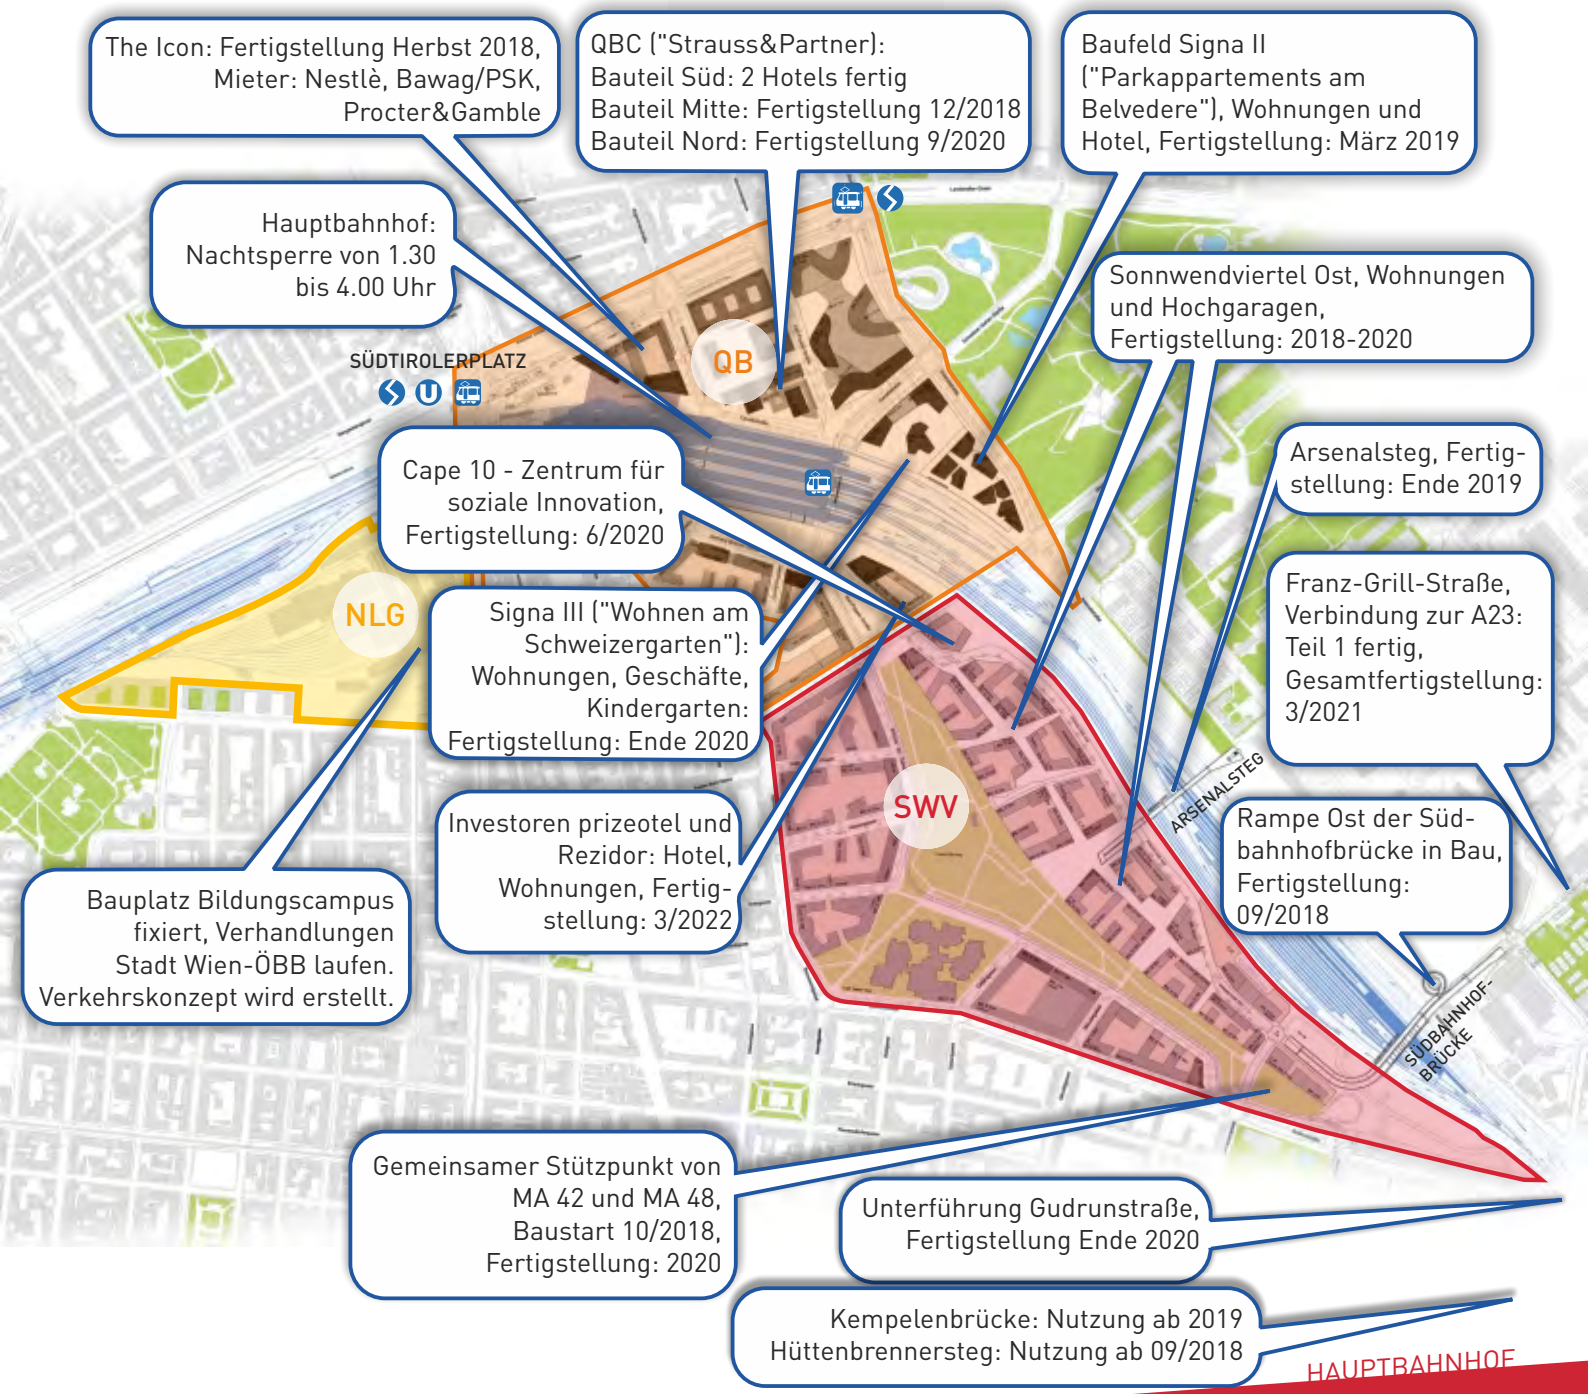 The Icon: Fertigstellung Herbst 2018,
Mieter: Nestlè, Bawag/PSK,
Procter&Gamble
QBC ("Strauss&Partner):
Bauteil Süd: 2 Hotels fertig
Bauteil Mitte: Fertigstellung 12/2018
Bauteil Nord: Fertigstellung 9/2020
Baufeld Signa II
("Parkappartements am
Belvedere"), Wohnungen und
Hotel, Fertigstellung: März 2019
Hauptbahnhof:
Nachtsperre von 1.30
bis 4.00 Uhr
Sonnwendviertel Ost, Wohnungen
und Hochgaragen,
Fertigstellung: 2018-2020
SÜDTIROLERPLATZ
U
QB
Cape 10 - Zentrum für
soziale Innovation,
Fertigstellung: 6/2020
Arsenalsteg, Fertig-
stellung: Ende 2019
NLG
Signa III ("Wohnen am
Schweizergarten"):
Wohnungen, Geschäfte,
Kindergarten:
Fertigstellung: Ende 2020
Franz-Grill-Straße,
Verbindung zur A23:
Teil 1 fertig,
Gesamtfertigstellung:
3/2021
ARSENALSTEG
SWV
Investoren prizeotel und
Rezidor: Hotel,
Wohnungen, Fertig-
stellung: 3/2022
Rampe Ost der Süd-
bahnhofbrücke in Bau,
Fertigstellung:
09/2018
Bauplatz Bildungscampus
fixiert, Verhandlungen
Stadt Wien-ÖBB laufen.
Verkehrskonzept wird erstellt.
SÜDBAHNHOF-
BRÜCKE
Gemeinsamer Stützpunkt von
MA 42 und MA 48,
Baustart 10/2018,
Fertigstellung: 2020
Unterführung Gudrunstraße,
Fertigstellung Ende 2020
Kempelenbrücke: Nutzung ab 2019
Hüttenbrennersteg: Nutzung ab 09/2018
HAUPTBAHNHOF